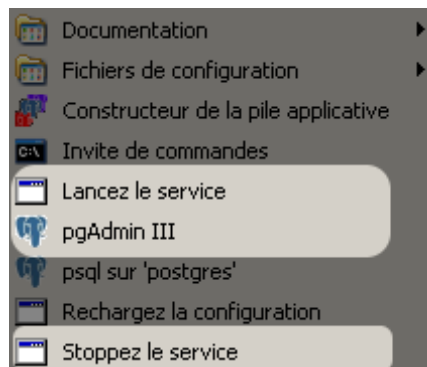 Documentation
Fichiers de configuration
Constructeur de la pile applicative
Invite de commandes
Lancez le service
pgAdmin III
psql sur 'postgres'
Rechargez la configuration
Stoppez le service